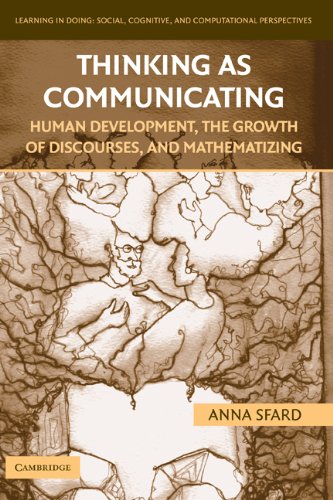 LEARNING IN DOING: SOCIAL, COGNITIVE, AND COMPUTATIONAL PERSPECTIVES
THINKING AS
COMMUNICATING
HUMAN DEVELOPMENT, THE GROWTH
OF DISCOURSES, AND MATHEMATIZING
ANNA SFARD
CAMBRIDGE